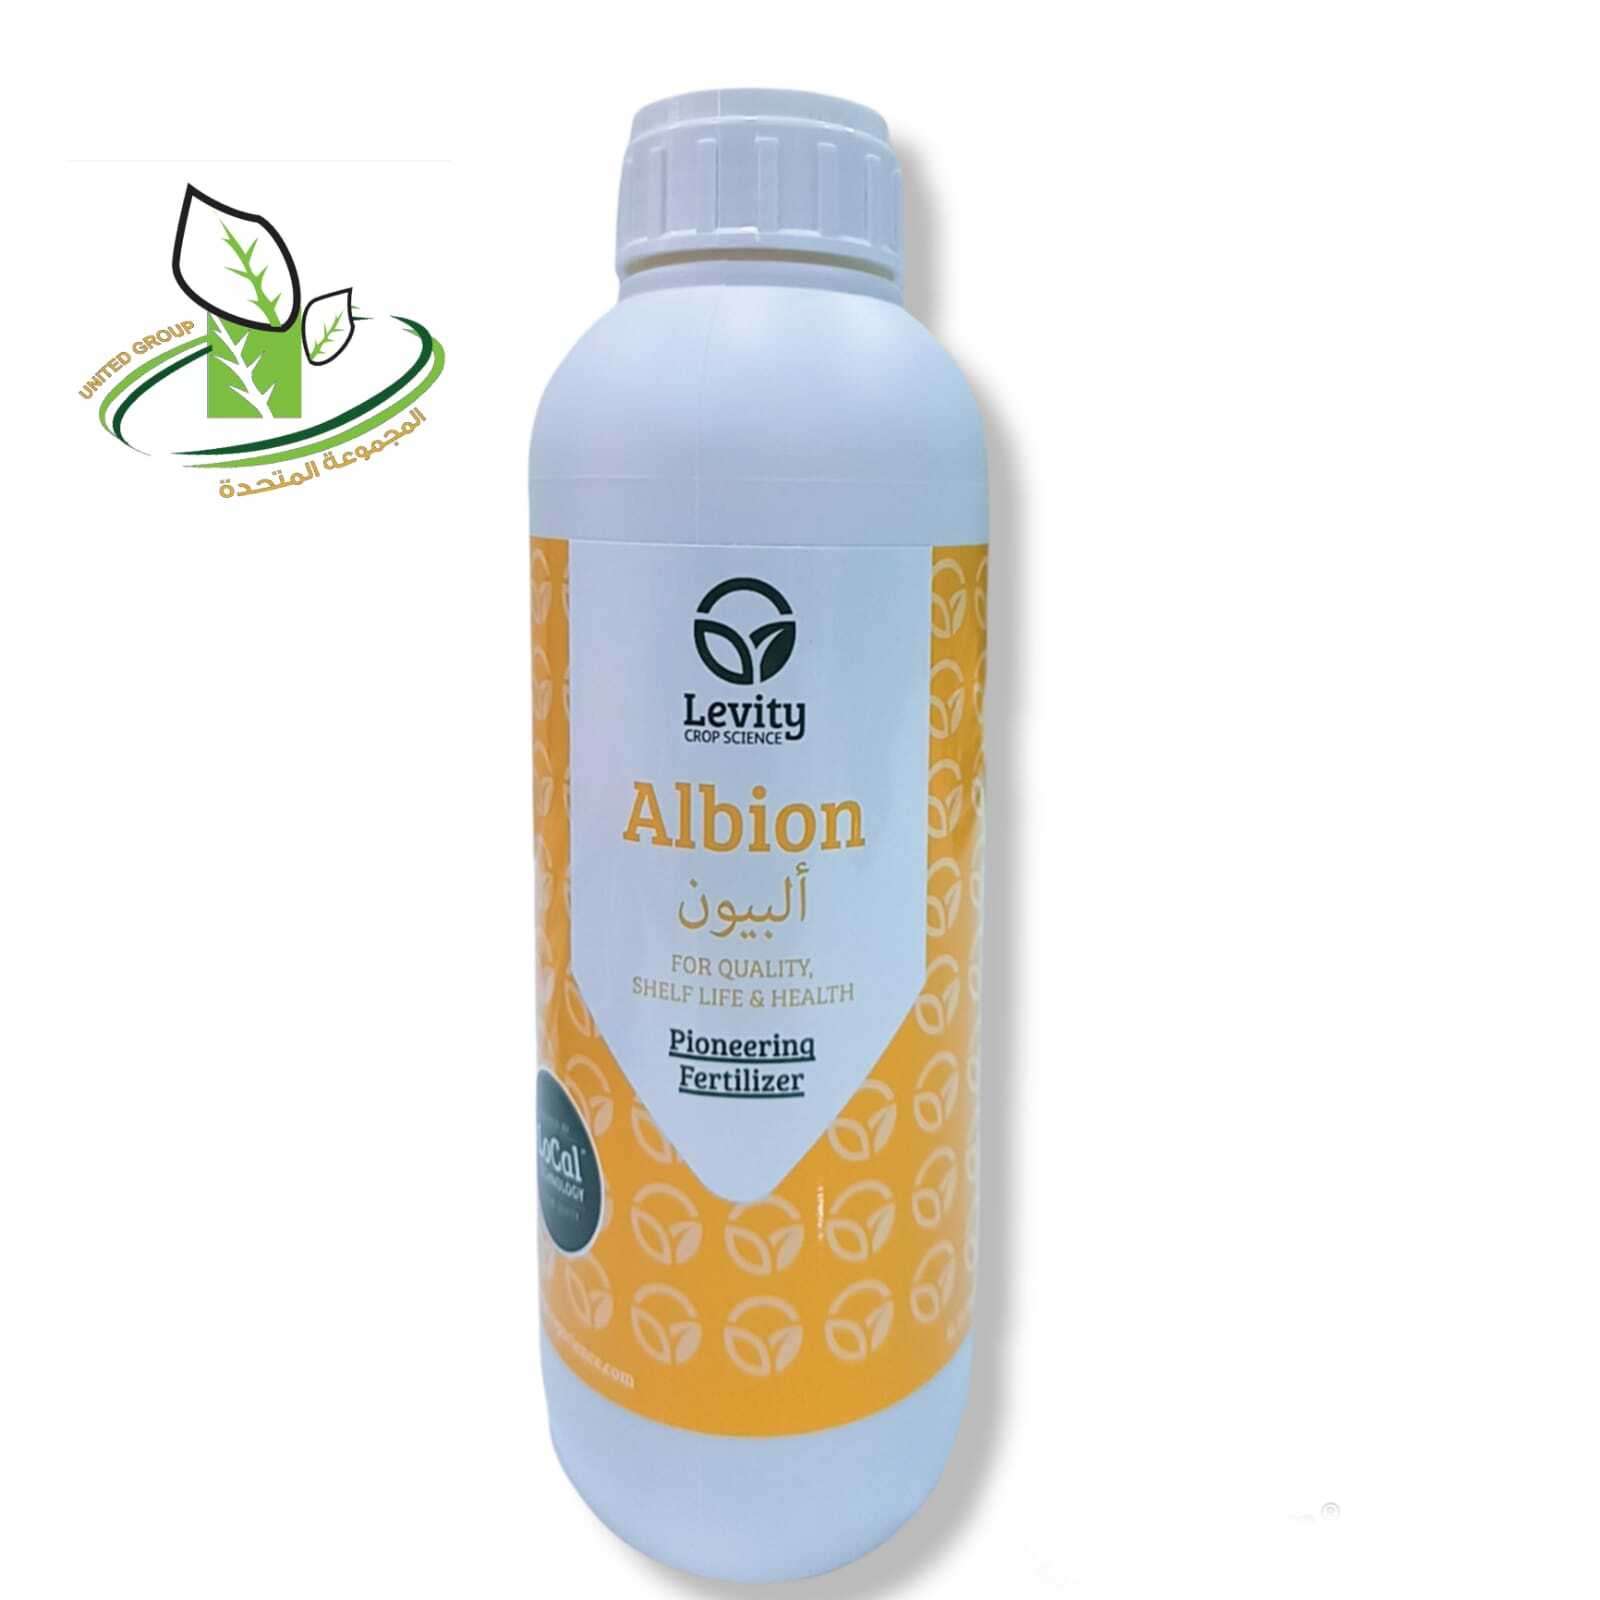 UNITED GROUP
المجموعة المتحدة
Levity
CROP SCIENCE
Albion
ألبيون
FOR QUALITY,
SHELF LIFE & HEALTH
Pioneering
Fertilizer
LoCal
®